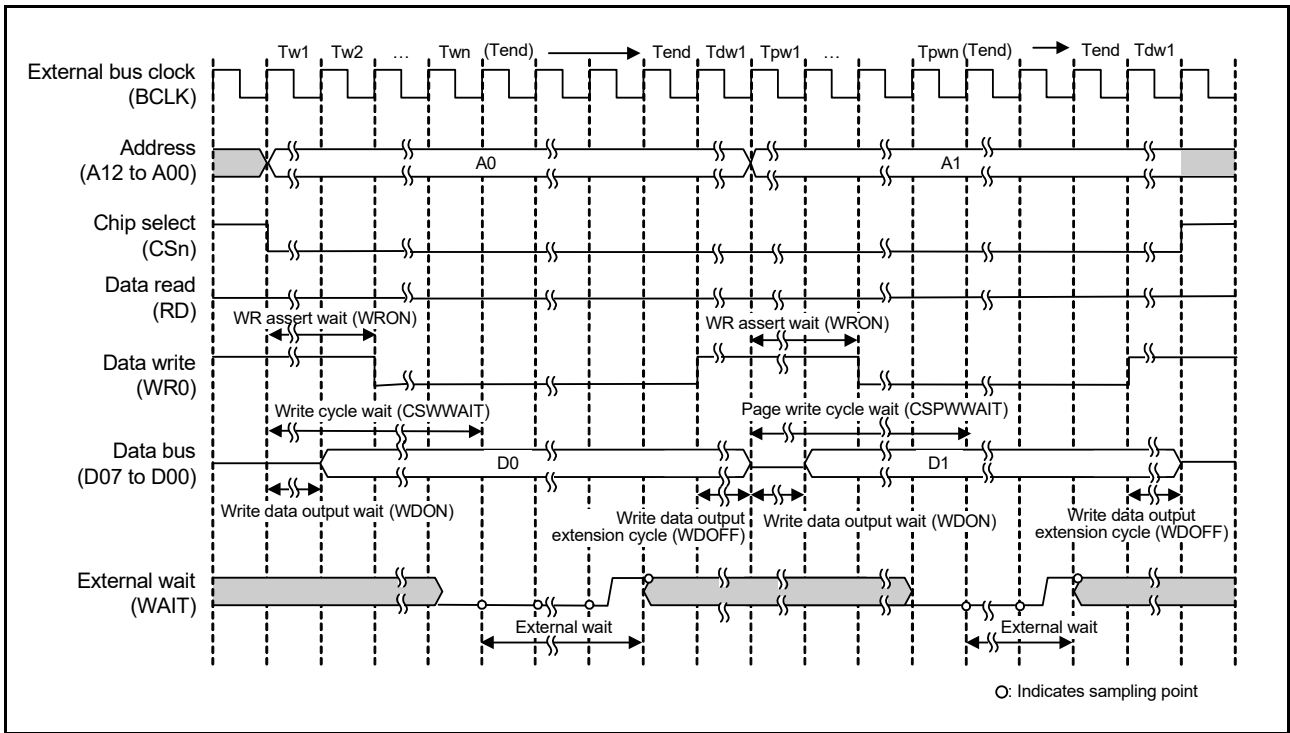 Tw1 Tw2 … Twn (Tend) Tend Tdw1 Tpw1 … Tpwn (Tend) Tend Tdw1
External bus clock
(BCLK)
Address
(A12 to A00)
A0 A1
Chip select
(CSn)
Data read
(RD)
WR assert wait (WRON) WR assert wait (WRON)
Data write
(WR0)
Write cycle wait (CSWWAIT) Page write cycle wait (CSPWWAIT)
Data bus
(D07 to D00)
D0 D1
Write data output wait (WDON) Write data output
extension cycle (WDOFF) Write data output wait (WDON) Write data output
extension cycle (WDOFF)
External wait
(WAIT)
External wait External wait
O: Indicates sampling point